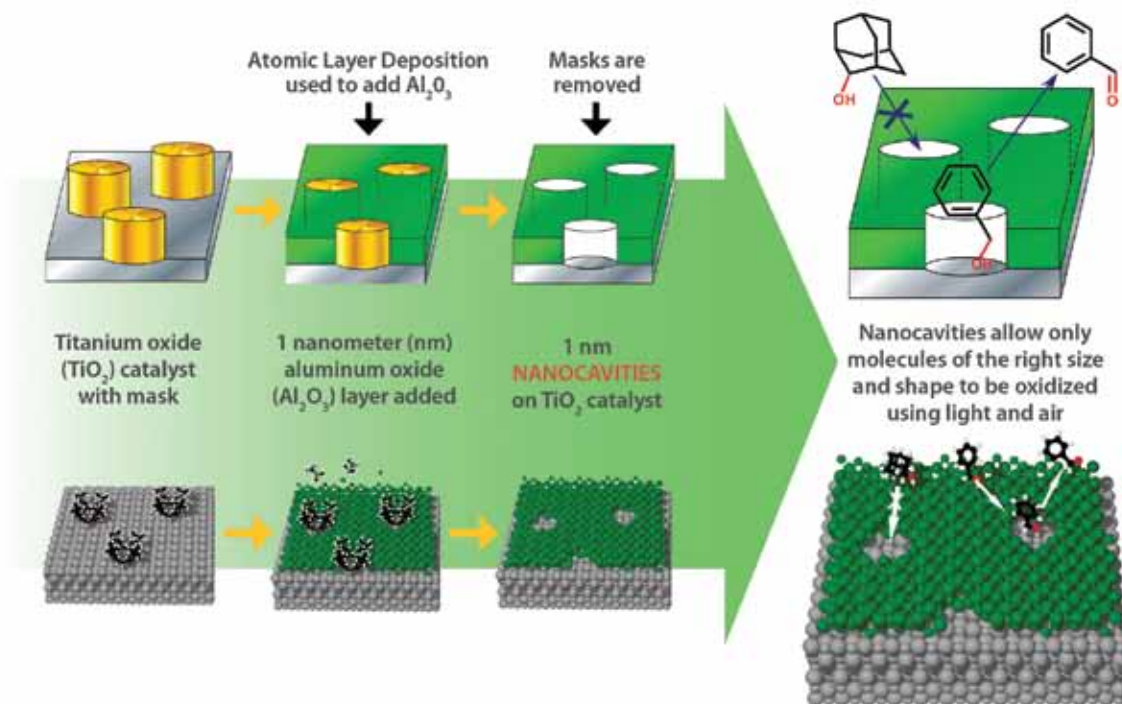 Atomic Layer Deposition
used to add Al₂0₃
Masks are
removed
OH
O
OH
Titanium oxide
(TiO₂) catalyst
with mask
1 nanometer (nm)
aluminum oxide
(Al₂O₃) layer added
1 nm
NANOCAVITIES
on TiO₂ catalyst
Nanocavities allow only
molecules of the right size
and shape to be oxidized
using light and air